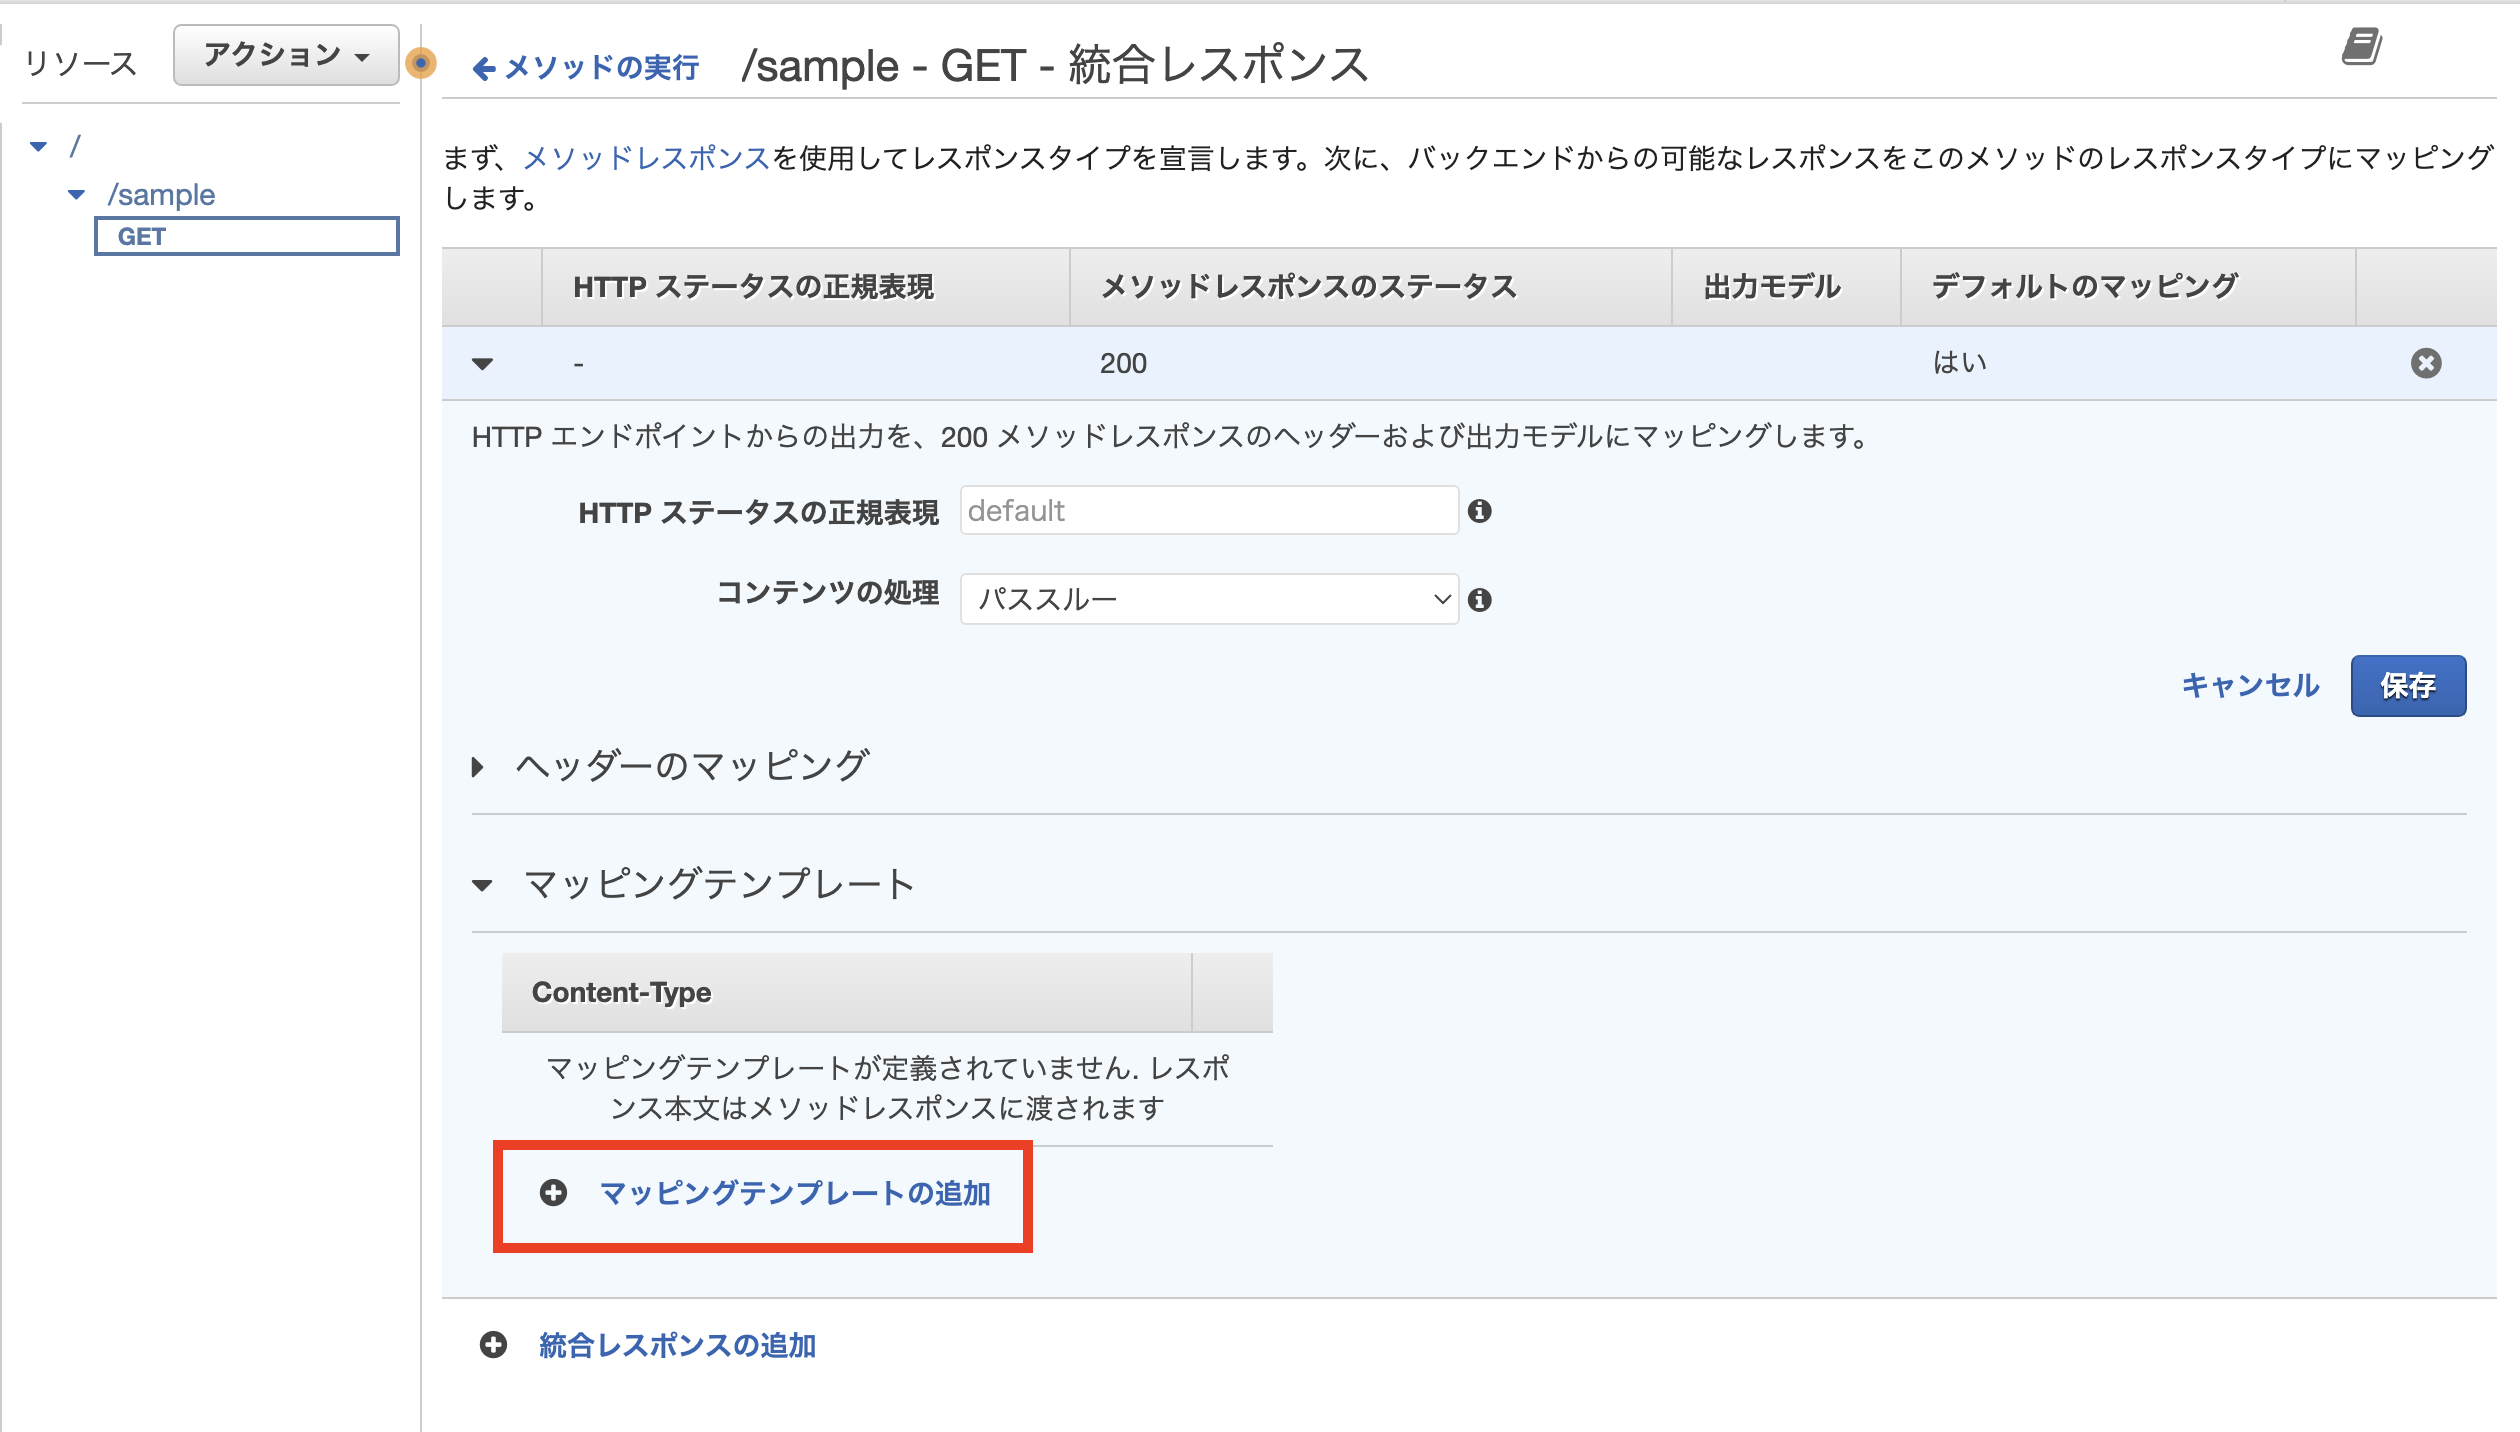 リソース
アクション
/
/sample
GET
メソッドの実行
/sample - GET - 統合レスポンス
まず、メソッドレスポンスを使用してレスポンスタイプを宣言します。次に、バックエンドからの可能なレスポンスをこのメソッドのレスポンスタイプにマッピング
します。
HTTP ステータスの正規表現 メソッドレスポンスのステータス 出力モデル デフォルトのマッピング
- 200 はい
HTTP エンドポイントからの出力を、200 メソッドレスポンスのヘッダーおよび出力モデルにマッピングします。
HTTP ステータスの正規表現 default
コンテンツの処理 パススルー
キャンセル 保存
ヘッダーのマッピング
マッピングテンプレート
Content-Type
マッピングテンプレートが定義されていません. レスポ
ンス本文はメソッドレスポンスに渡されます
マッピングテンプレートの追加
統合レスポンスの追加